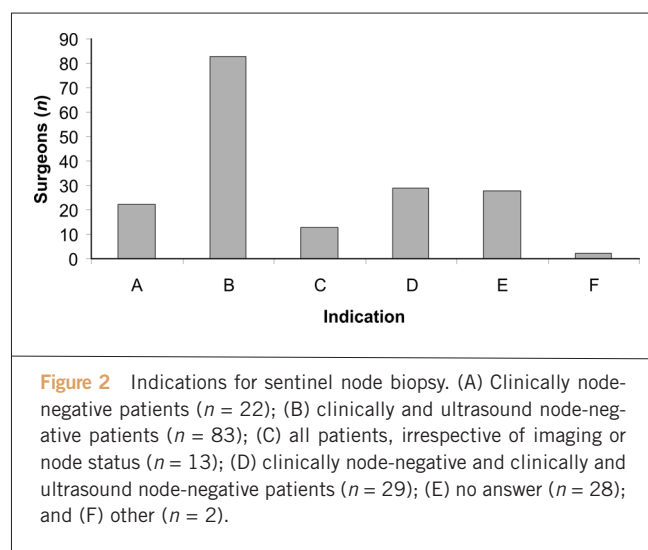 90
80
70
60
50
40
30
20
10
0
Surgeons (n)
A B C D E F
Indication
Figure 2 Indications for sentinel node biopsy. (A) Clinically node-
negative patients (n = 22); (B) clinically and ultrasound node-neg-
ative patients (n = 83); (C) all patients, irrespective of imaging or
node status (n = 13); (D) clinically node-negative and clinically and
ultrasound node-negative patients (n = 29); (E) no answer (n = 28);
and (F) other (n = 2).